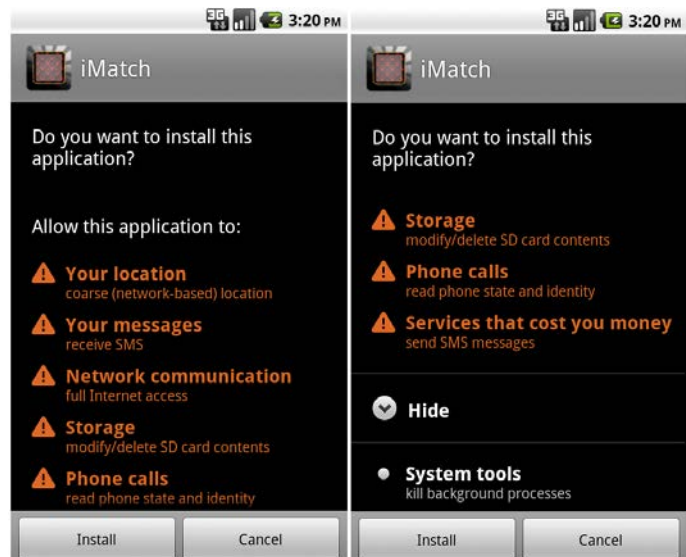 3G 3:20 PM
iMatch
Do you want to install this
application?
Allow this application to:
Your location
coarse (network-based) location
Your messages
receive SMS
Network communication
full Internet access
Storage
modify/delete SD card contents
Phone calls
read phone state and identity
Install Cancel
3G 3:20 PM
iMatch
Do you want to install this
application?
Storage
modify/delete SD card contents
Phone calls
read phone state and identity
Services that cost you money
send SMS messages
Hide
System tools
kill background processes
Install Cancel